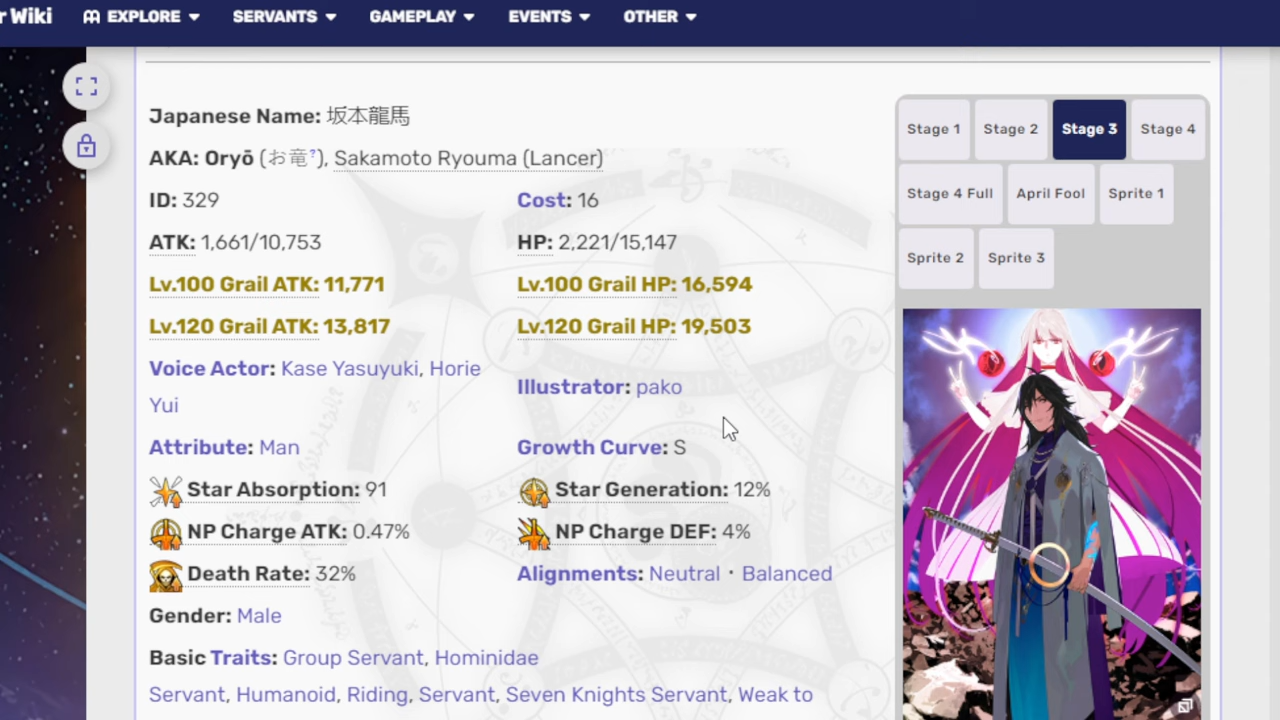 r Wiki EXPLORE SERVANTS GAMEPLAY EVENTS OTHER
Japanese Name: 坂本龍馬
AKA: Oryō (お竜?), Sakamoto Ryouma (Lancer)
ID: 329 Cost: 16
ATK: 1,661/10,753 HP: 2,221/15,147
Lv.100 Grail ATK: 11,771 Lv.100 Grail HP: 16,594
Lv.120 Grail ATK: 13,817 Lv.120 Grail HP: 19,503
Voice Actor: Kase Yasuyuki, Horie
Yui
Illustrator: pako
Attribute: Man Growth Curve: S
Star Absorption: 91 Star Generation: 12%
NP Charge ATK: 0.47% NP Charge DEF: 4%
Death Rate: 32% Alignments: Neutral・Balanced
Gender: Male
Basic Traits: Group Servant, Hominidae
Servant, Humanoid, Riding, Servant, Seven Knights Servant, Weak to
Stage 1 Stage 2 Stage 3 Stage 4
Stage 4 Full April Fool Sprite 1
Sprite 2 Sprite 3